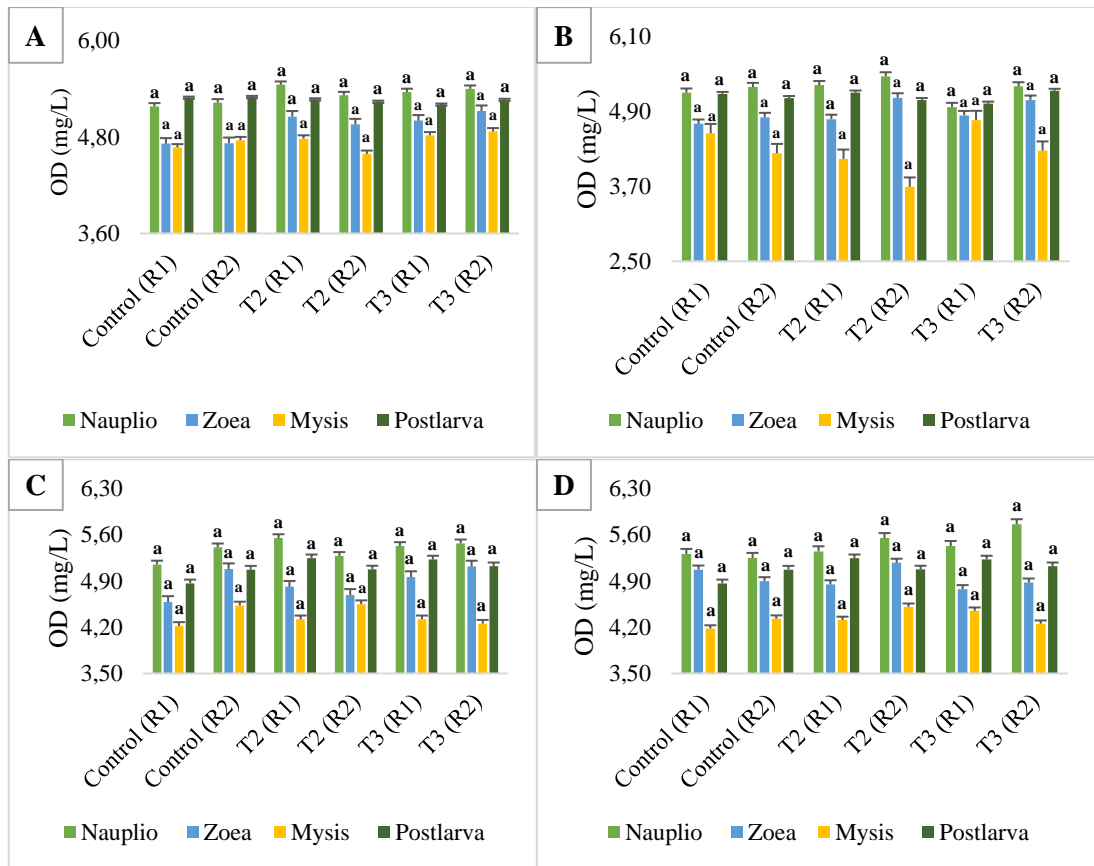 A
OD (mg/L)
6,00
4,80
3,60
a a a a a a a a a a a a a a a a a a a a a a a a
Control (R1) Control (R2) T2 (R1) T2 (R2) T3 (R1) T3 (R2)
Nauplio Zoea Mysis Postlarva
B
OD (mg/L)
6,10
4,90
3,70
2,50
a a a a a a a a a a a a a a a a a a a a a a a a
Control (R1) Control (R2) T2 (R1) T2 (R2) T3 (R1) T3 (R2)
Nauplio Zoea Mysis Postlarva
C
OD (mg/L)
6,30
5,60
4,90
4,20
3,50
a a a a a a a a a a a a a a a a a a a a a a a a
Control (R1) Control (R2) T2 (R1) T2 (R2) T3 (R1) T3 (R2)
Nauplio Zoea Mysis Postlarva
D
OD (mg/L)
6,30
5,60
4,90
4,20
3,50
a a a a a a a a a a a a a a a a a a a a a a a a
Control (R1) Control (R2) T2 (R1) T2 (R2) T3 (R1) T3 (R2)
Nauplio Zoea Mysis Postlarva